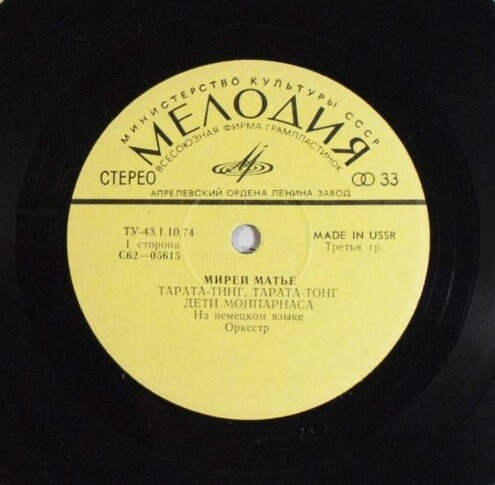 МИНИСТЕРСТВО КУЛЬТУРЫ СССР
МЕЛОДИЯ
ВСЕСОЮЗНАЯ ФИРМА ГРАМПЛАСТИНОК
СТЕРЕО
33
АПРЕЛЕВСКИЙ ОРДЕНА ЛЕНИНА ЗАВОД
ТУ-43.1.10.74
MADE IN USSR
1 сторона
Третья гр.
С62—05615
МИРЕЙ МАТЬЕ
ТАРАТА-ТИНГ, ТАРАТА-ТОНГ
ДЕТИ МОНПАРНАСА
На немецком языке
Оркестр